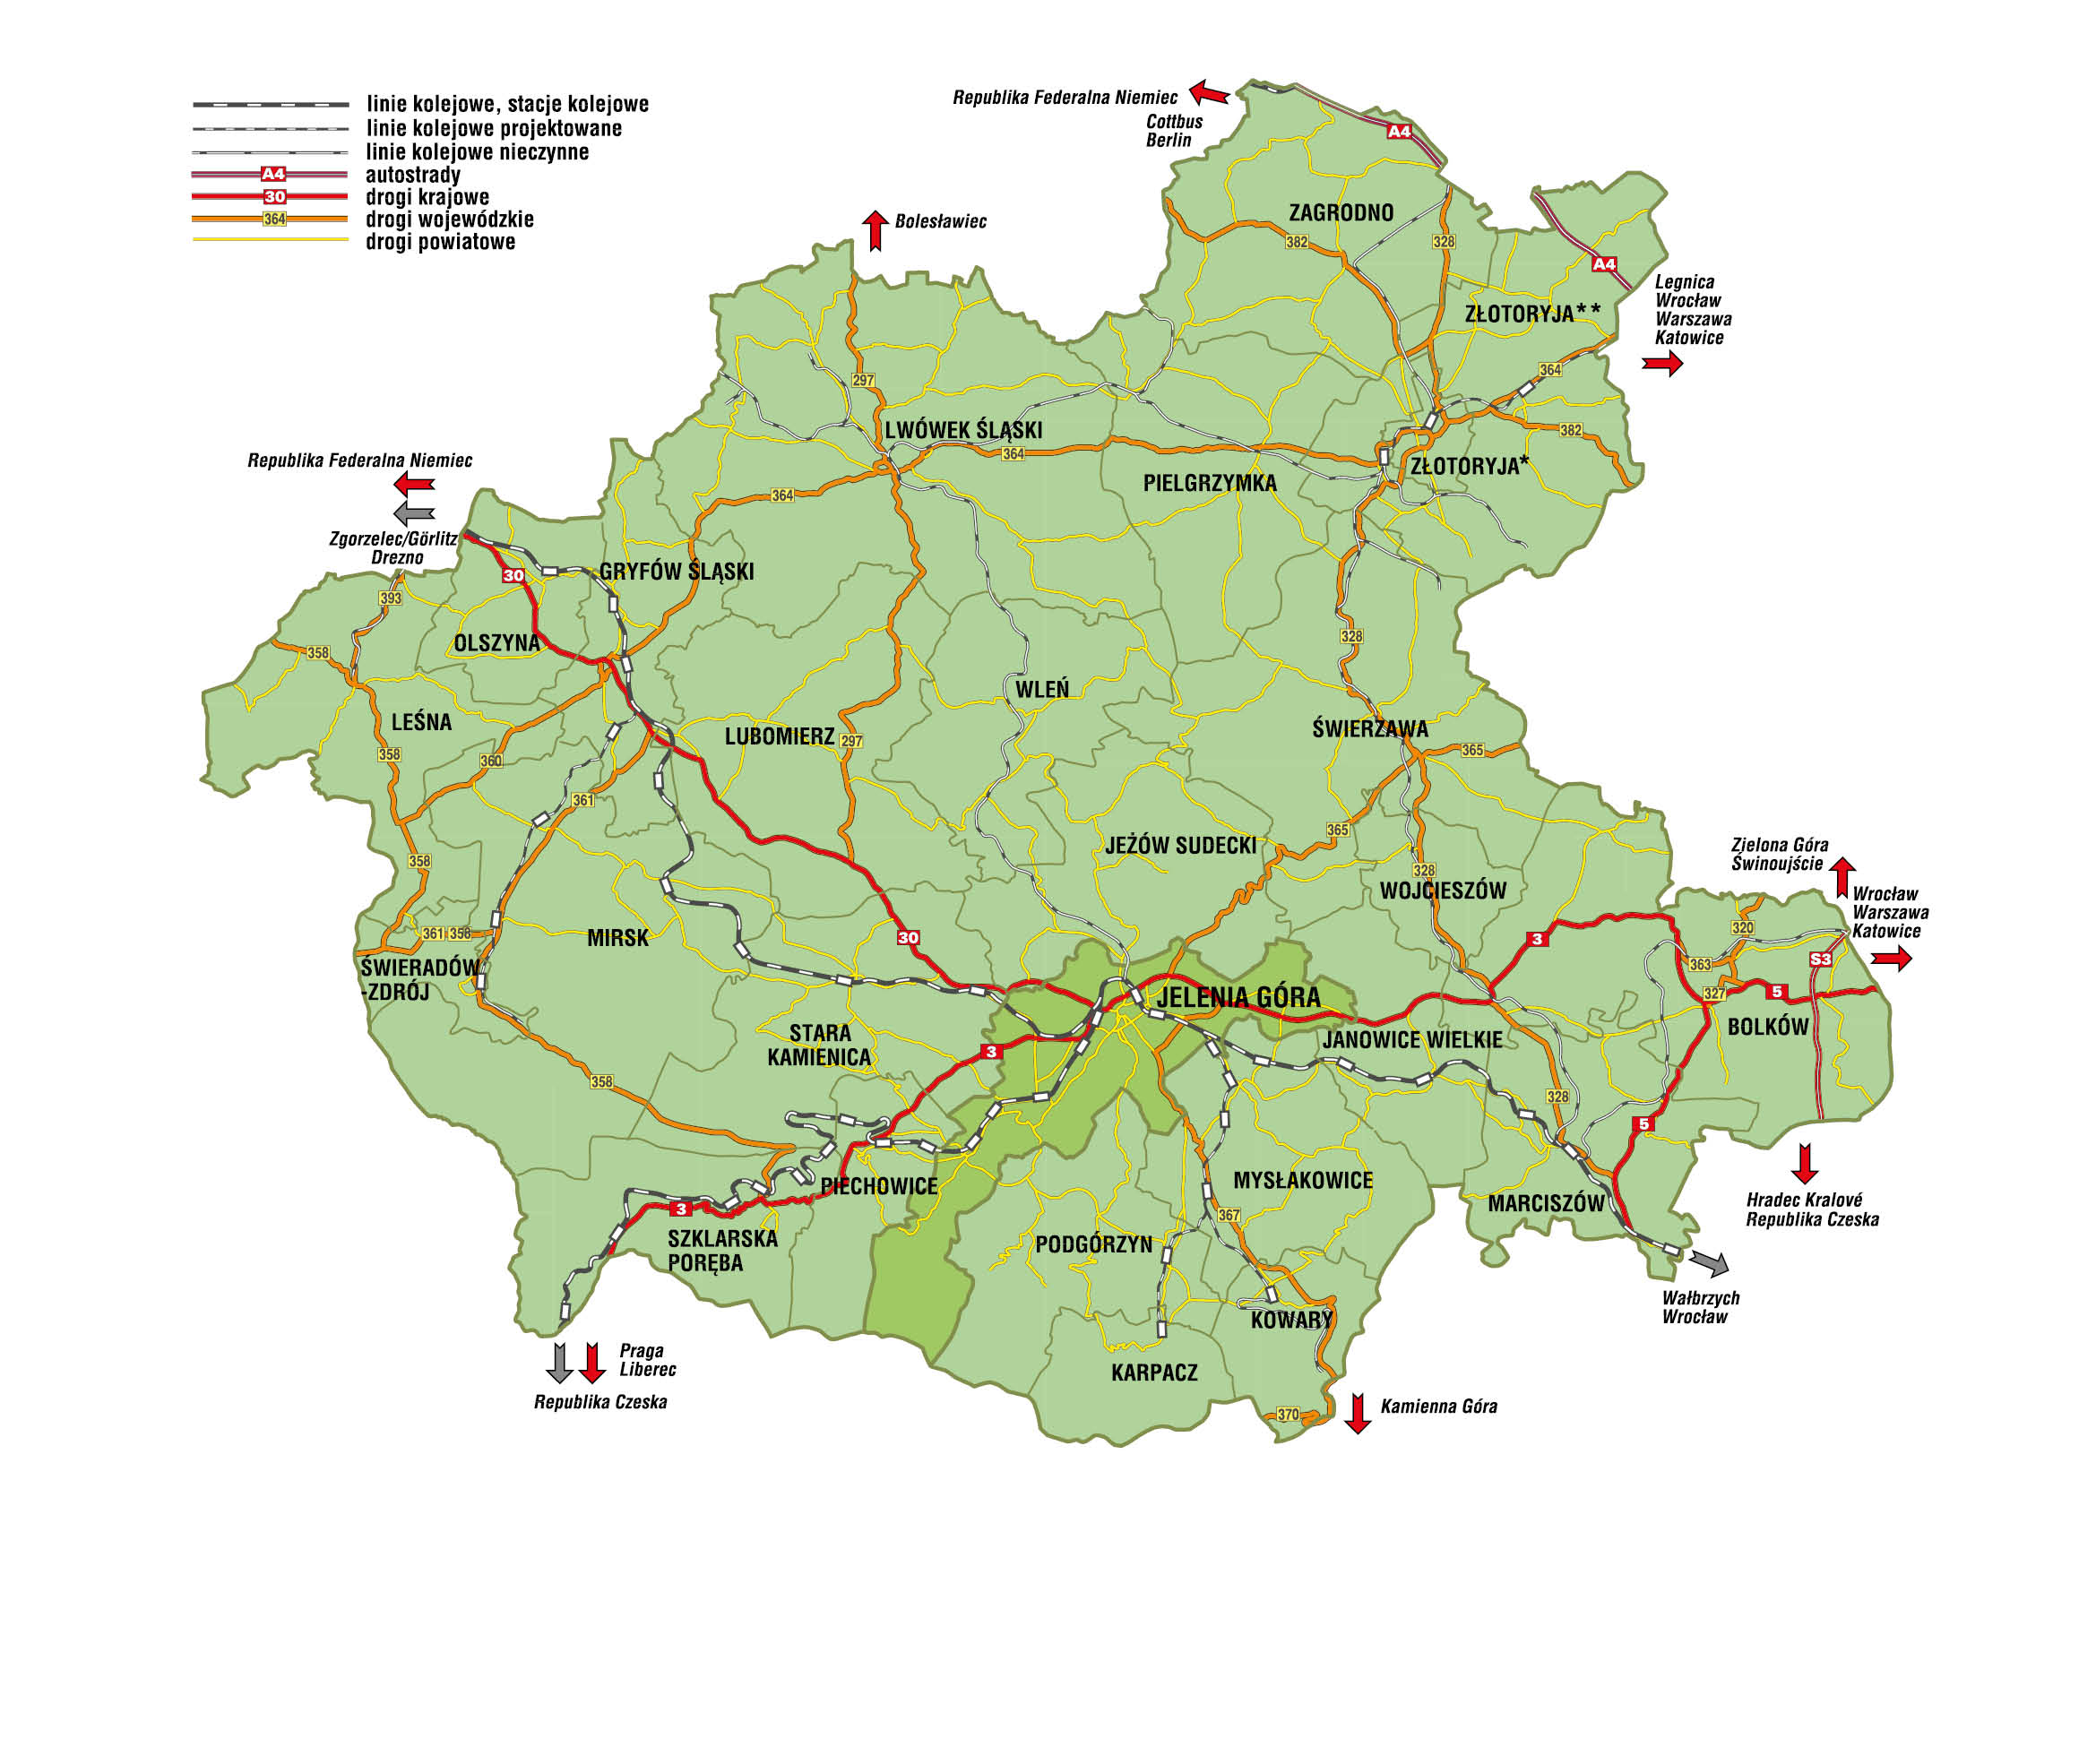 linie kolejowe, stacje kolejowe
linie kolejowe projektowane
linie kolejowe nieczynne
A4 autostrady
30 drogi krajowe
364 drogi wojewódzkie
drogi powiatowe
Republika Federalna Niemiec
Cottbus
Berlin
A4
Bolesławiec
ZAGRODNO
382
328
A4
Legnica
Wrocław
Warszawa
Katowice
ZŁOTORYJA**
364
297
LWÓWEK ŚLĄSKI
364
382
ZŁOTORYJA*
PIELGRZYMKA
Republika Federalna Niemiec
Zgorzelec/Görlitz
Drezno
364
30
GRYFÓW ŚLĄSKI
393
OLSZYNA
358
328
WLEŃ
LEŚNA
LUBOMIERZ
297
ŚWIERZAWA
365
358
360
361
365
JEŻÓW SUDECKI
358
328
WOJCIESZÓW
Zielona Góra
Świnoujście
Wrocław
Warszawa
Katowice
361
358
MIRSK
30
3
320
363
S3
ŚWIERADÓW
-ZDRÓJ
JELENIA GÓRA
327
5
BOLKÓW
STARA
KAMIENICA
3
JANOWICE WIELKIE
358
328
5
PIECHOWICE
MYSŁAKOWICE
MARCISZÓW
3
367
SZKLARSKA
PORĘBA
PODGÓRZYN
Hradec Kralové
Republika Czeska
KOWARY
Wałbrzych
Wrocław
KARPACZ
Praga
Liberec
Republika Czeska
370
Kamienna Góra